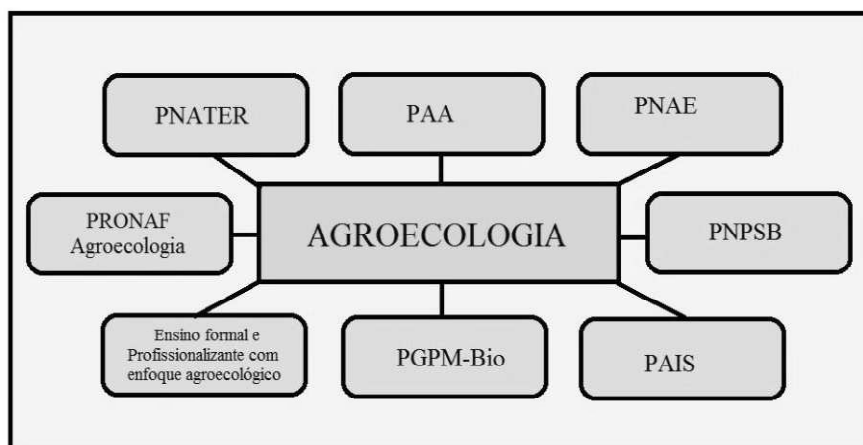 PNATER
PAA
PNAE
PRONAF
Agroecologia
AGROECOLOGIA
PNPSB
Ensino formal e
Profissionalizante com
enfoque agroecológico
PGPM-Bio
PAIS